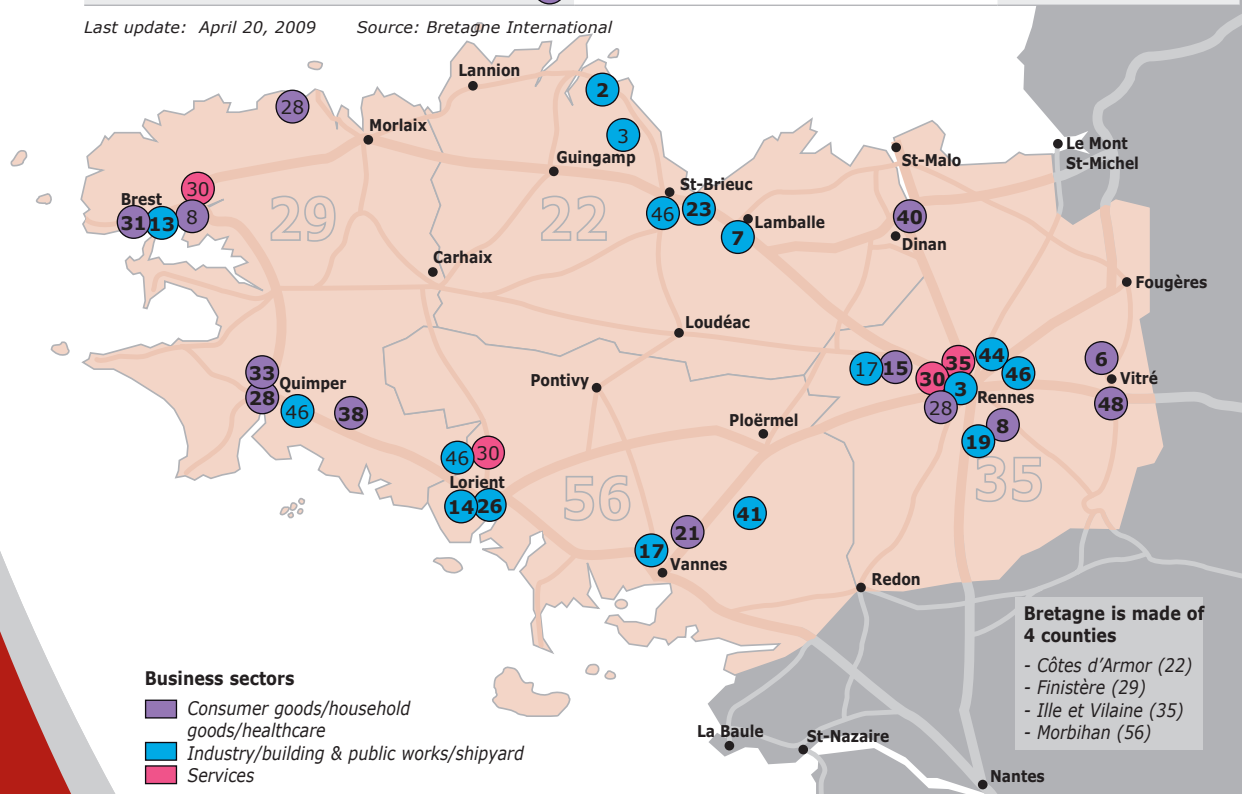 Last update: April 20, 2009 Source: Bretagne International
Lannion
2
28
3
Morlaix
Le Mont
St-Michel
St-Malo
Guingamp
30
St-Brieuc
Brest
31
13
8
29
22
46
23
Lamballe
7
40
Dinan
Carhaix
Fougères
Loudéac
35
44
6
17
15
30
46
3
Vitré
Rennes
33
Quimper
28
46
38
Pontivy
28
48
Ploërmel
8
19
46
30
Lorient
14
26
56
35
41
21
17
Vannes
Redon
Bretagne is made of
4 counties
- Côtes d'Armor (22)
- Finistère (29)
- Ille et Vilaine (35)
- Morbihan (56)
Business sectors
Consumer goods/household
goods/healthcare
Industry/building & public works/shipyard
Services
La Baule
St-Nazaire
Nantes